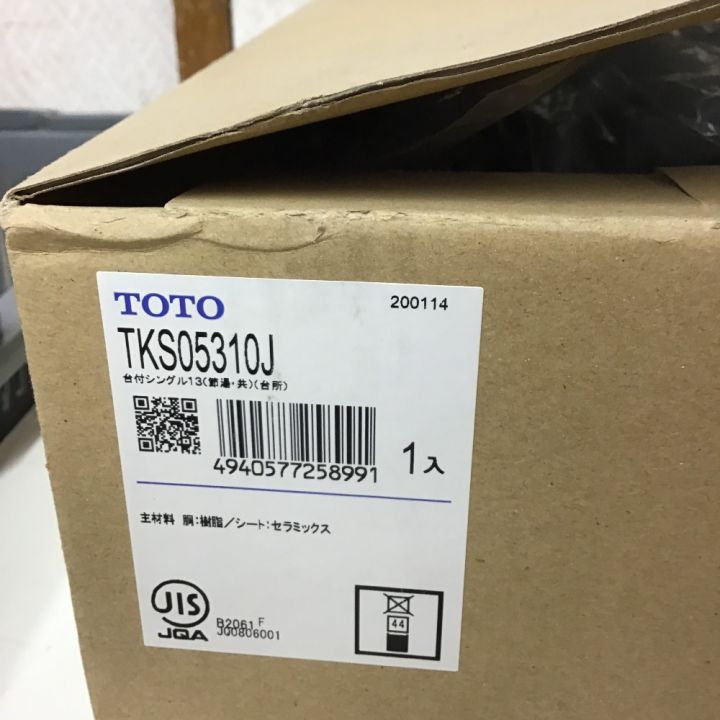 TOTO
200114
TKS05310J
台付シングル13(節湯・共)(台所)
4940577258991
1入
主材料 胴:樹脂/シート:セラミックス
JIS
JQA
B2061 F
JQ0806001
44